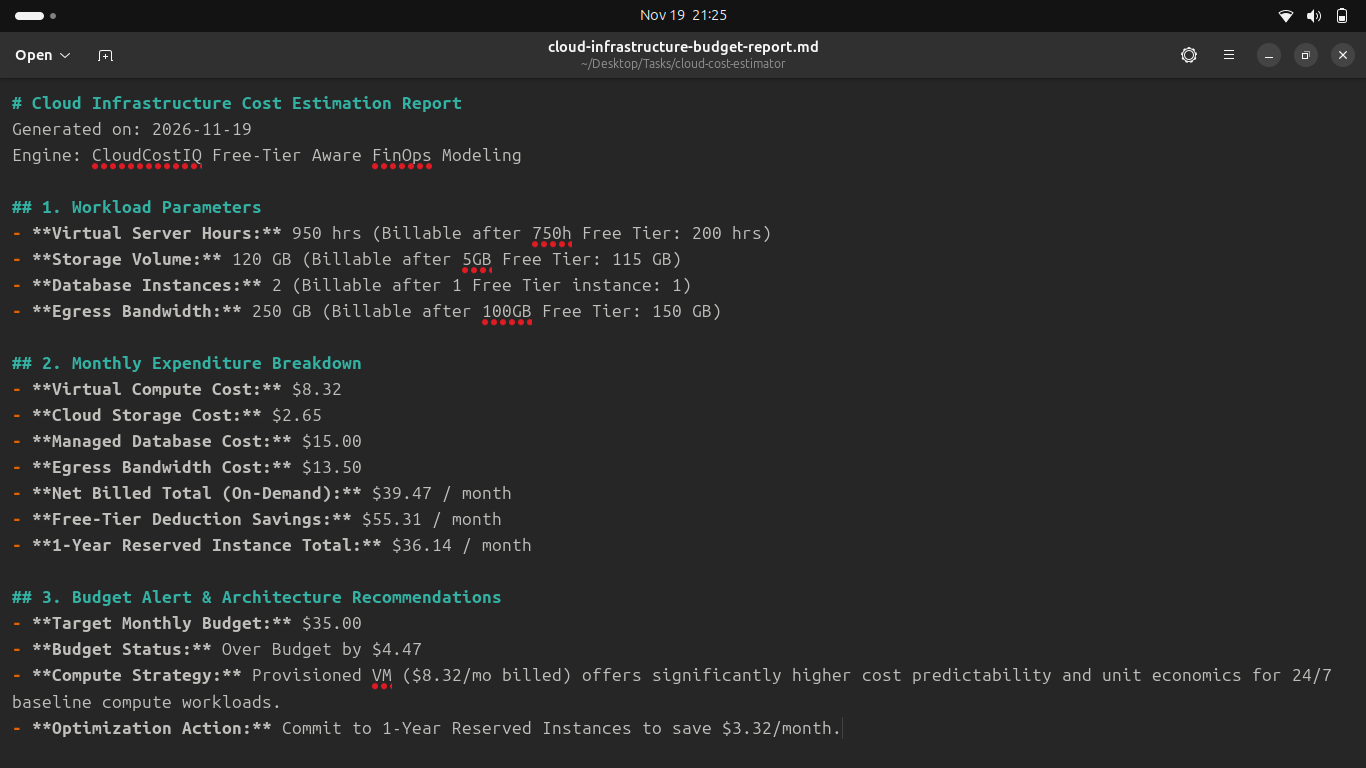 Nov 19 21:25
Open
cloud-infrastructure-budget-report.md
~/Desktop/Tasks/cloud-cost-estimator
# Cloud Infrastructure Cost Estimation Report
Generated on: 2026-11-19
Engine: CloudCostIQ Free-Tier Aware FinOps Modeling
## 1. Workload Parameters
- **Virtual Server Hours:** 950 hrs (Billable after 750h Free Tier: 200 hrs)
- **Storage Volume:** 120 GB (Billable after 5GB Free Tier: 115 GB)
- **Database Instances:** 2 (Billable after 1 Free Tier instance: 1)
- **Egress Bandwidth:** 250 GB (Billable after 100GB Free Tier: 150 GB)
## 2. Monthly Expenditure Breakdown
- **Virtual Compute Cost:** $8.32
- **Cloud Storage Cost:** $2.65
- **Managed Database Cost:** $15.00
- **Egress Bandwidth Cost:** $13.50
- **Net Billed Total (On-Demand):** $39.47 / month
- **Free-Tier Deduction Savings:** $55.31 / month
- **1-Year Reserved Instance Total:** $36.14 / month
## 3. Budget Alert & Architecture Recommendations
- **Target Monthly Budget:** $35.00
- **Budget Status:** Over Budget by $4.47
- **Compute Strategy:** Provisioned VM ($8.32/mo billed) offers significantly higher cost predictability and unit economics for 24/7
baseline compute workloads.
- **Optimization Action:** Commit to 1-Year Reserved Instances to save $3.32/month.